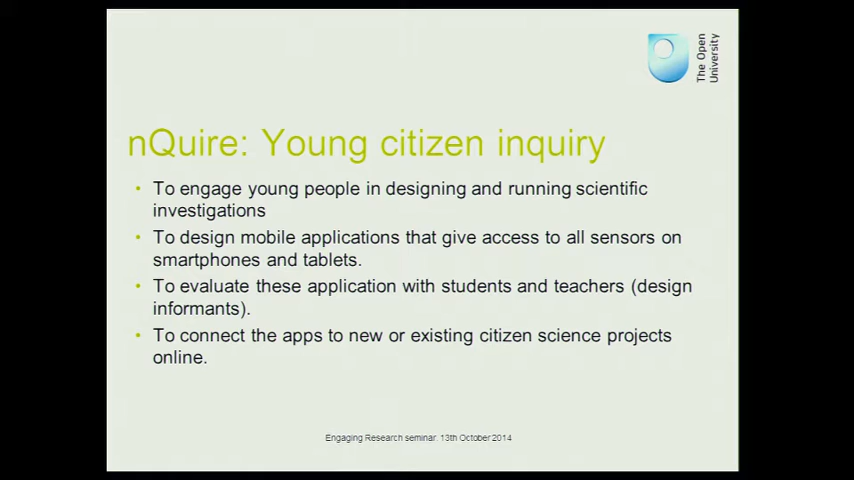 The Open
University
nQuire: Young citizen inquiry
• To engage young people in designing and running scientific
investigations
• To design mobile applications that give access to all sensors on
smartphones and tablets.
• To evaluate these application with students and teachers (design
informants).
• To connect the apps to new or existing citizen science projects
online.
Engaging Research seminar. 13th October 2014